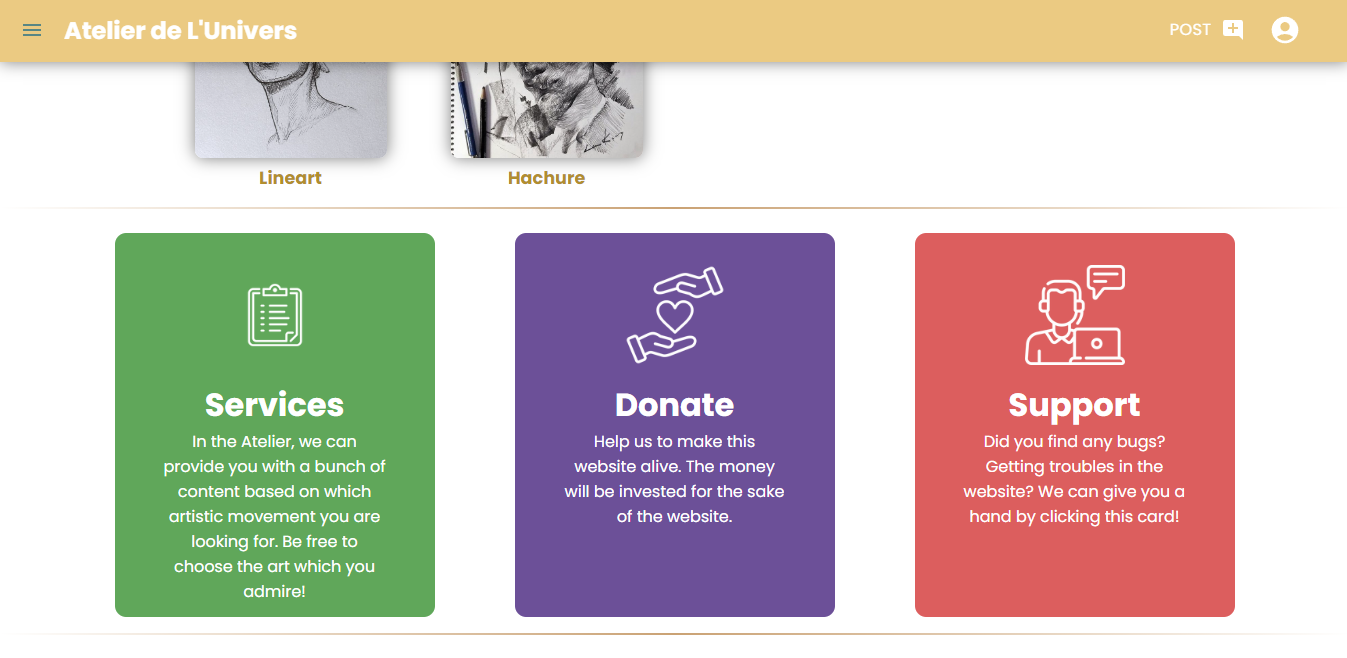 Atelier de L'Univers
POST
Lineart
Hachure
Services
In the Atelier, we can
provide you with a bunch of
content based on which
artistic movement you are
looking for. Be free to
choose the art which you
admire!
Donate
Help us to make this
website alive. The money
will be invested for the sake
of the website.
Support
Did you find any bugs?
Getting troubles in the
website? We can give you a
hand by clicking this card!